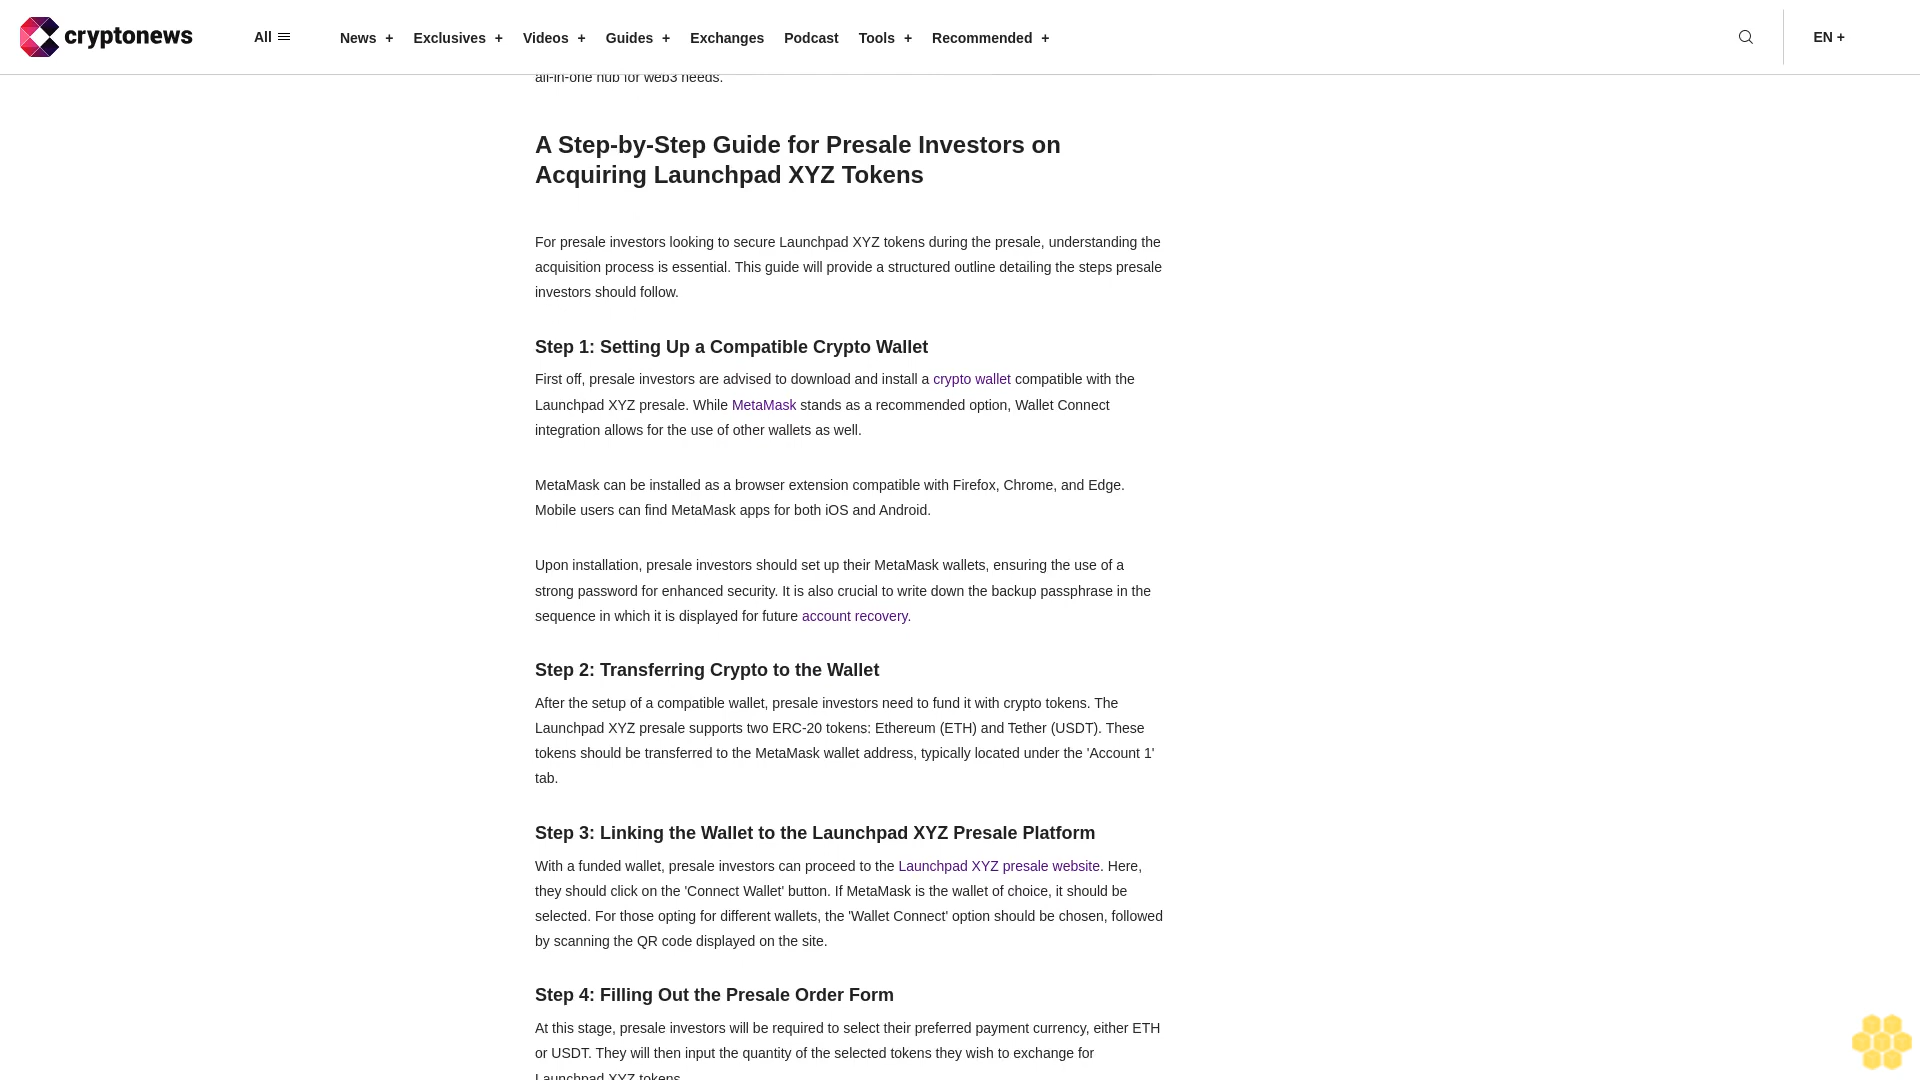 cryptonews
All
News +
Exclusives +
Videos +
Guides +
Exchanges
Podcast
Tools +
Recommended +
EN +
all-in-one hub for web3 needs.
A Step-by-Step Guide for Presale Investors on
Acquiring Launchpad XYZ Tokens
For presale investors looking to secure Launchpad XYZ tokens during the presale, understanding the
acquisition process is essential. This guide will provide a structured outline detailing the steps presale
investors should follow.
Step 1: Setting Up a Compatible Crypto Wallet
First off, presale investors are advised to download and install a crypto wallet compatible with the
Launchpad XYZ presale. While MetaMask stands as a recommended option, Wallet Connect
integration allows for the use of other wallets as well.
MetaMask can be installed as a browser extension compatible with Firefox, Chrome, and Edge.
Mobile users can find MetaMask apps for both iOS and Android.
Upon installation, presale investors should set up their MetaMask wallets, ensuring the use of a
strong password for enhanced security. It is also crucial to write down the backup passphrase in the
sequence in which it is displayed for future account recovery.
Step 2: Transferring Crypto to the Wallet
After the setup of a compatible wallet, presale investors need to fund it with crypto tokens. The
Launchpad XYZ presale supports two ERC-20 tokens: Ethereum (ETH) and Tether (USDT). These
tokens should be transferred to the MetaMask wallet address, typically located under the 'Account 1'
tab.
Step 3: Linking the Wallet to the Launchpad XYZ Presale Platform
With a funded wallet, presale investors can proceed to the Launchpad XYZ presale website. Here,
they should click on the 'Connect Wallet' button. If MetaMask is the wallet of choice, it should be
selected. For those opting for different wallets, the 'Wallet Connect' option should be chosen, followed
by scanning the QR code displayed on the site.
Step 4: Filling Out the Presale Order Form
At this stage, presale investors will be required to select their preferred payment currency, either ETH
or USDT. They will then input the quantity of the selected tokens they wish to exchange for
Launchpad XYZ tokens.